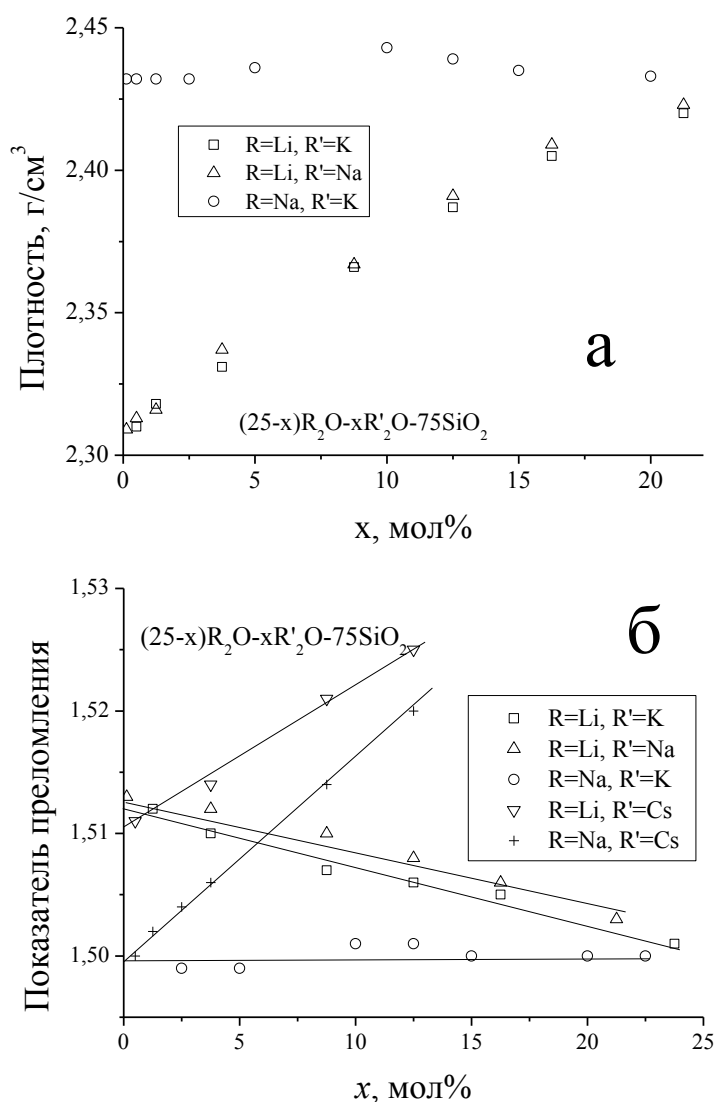 2,45
2,40
2,35
2,30
Плотность, г/см³
R=Li, R'=K
R=Li, R'=Na
R=Na, R'=K
а
(25-x)R₂O-xR'₂O-75SiO₂
0 5 10 15 20
x, мол%
1,53
1,52
1,51
1,50
Показатель преломления
(25-x)R₂O-xR'₂O-75SiO₂
б
R=Li, R'=K
R=Li, R'=Na
R=Na, R'=K
R=Li, R'=Cs
R=Na, R'=Cs
0 5 10 15 20 25
x, мол%